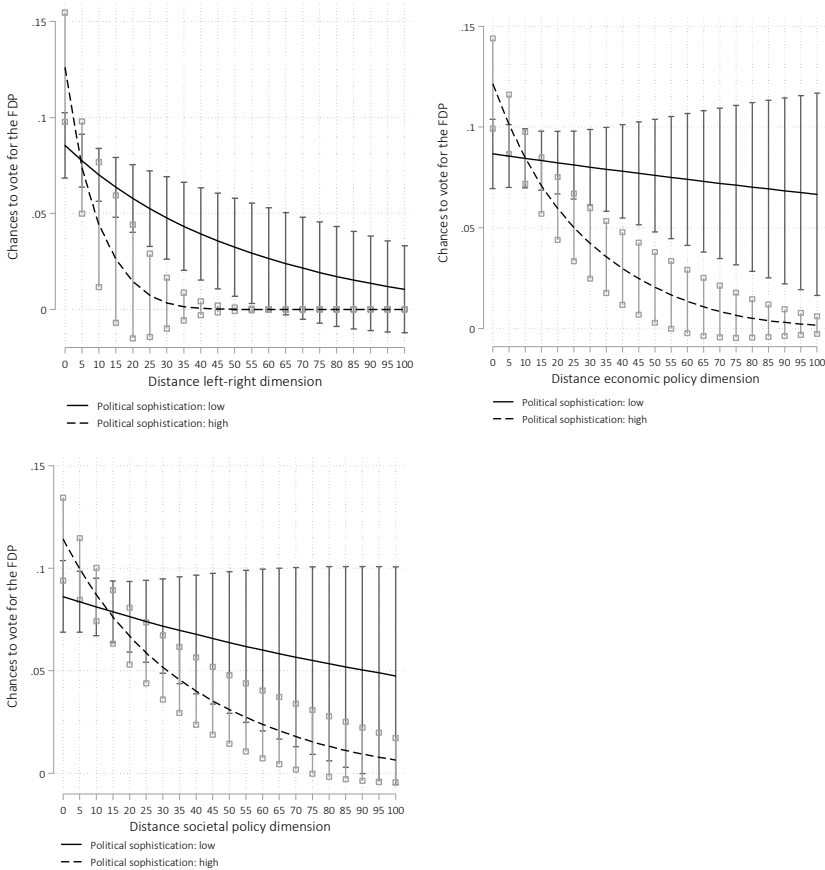 Chances to vote for the FDP
.15
.1
.05
0
0 5 10 15 20 25 30 35 40 45 50 55 60 65 70 75 80 85 90 95 100
Distance left-right dimension
Political sophistication: low
Political sophistication: high
Chances to vote for the FDP
.15
.1
.05
0
0 5 10 15 20 25 30 35 40 45 50 55 60 65 70 75 80 85 90 95 100
Distance economic policy dimension
Political sophistication: low
Political sophistication: high
Chances to vote for the FDP
.15
.1
.05
0
0 5 10 15 20 25 30 35 40 45 50 55 60 65 70 75 80 85 90 95 100
Distance societal policy dimension
Political sophistication: low
Political sophistication: high